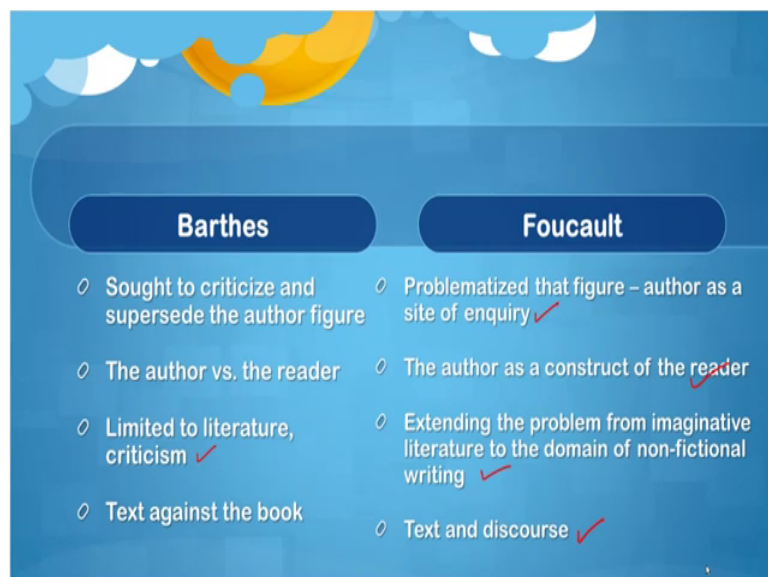 Barthes
Sought to criticize and
supersede the author figure
The author vs. the reader
Limited to literature,
criticism
Text against the book
Foucault
Problematized that figure – author as a
site of enquiry
The author as a construct of the reader
Extending the problem from imaginative
literature to the domain of non-fictional
writing
Text and discourse